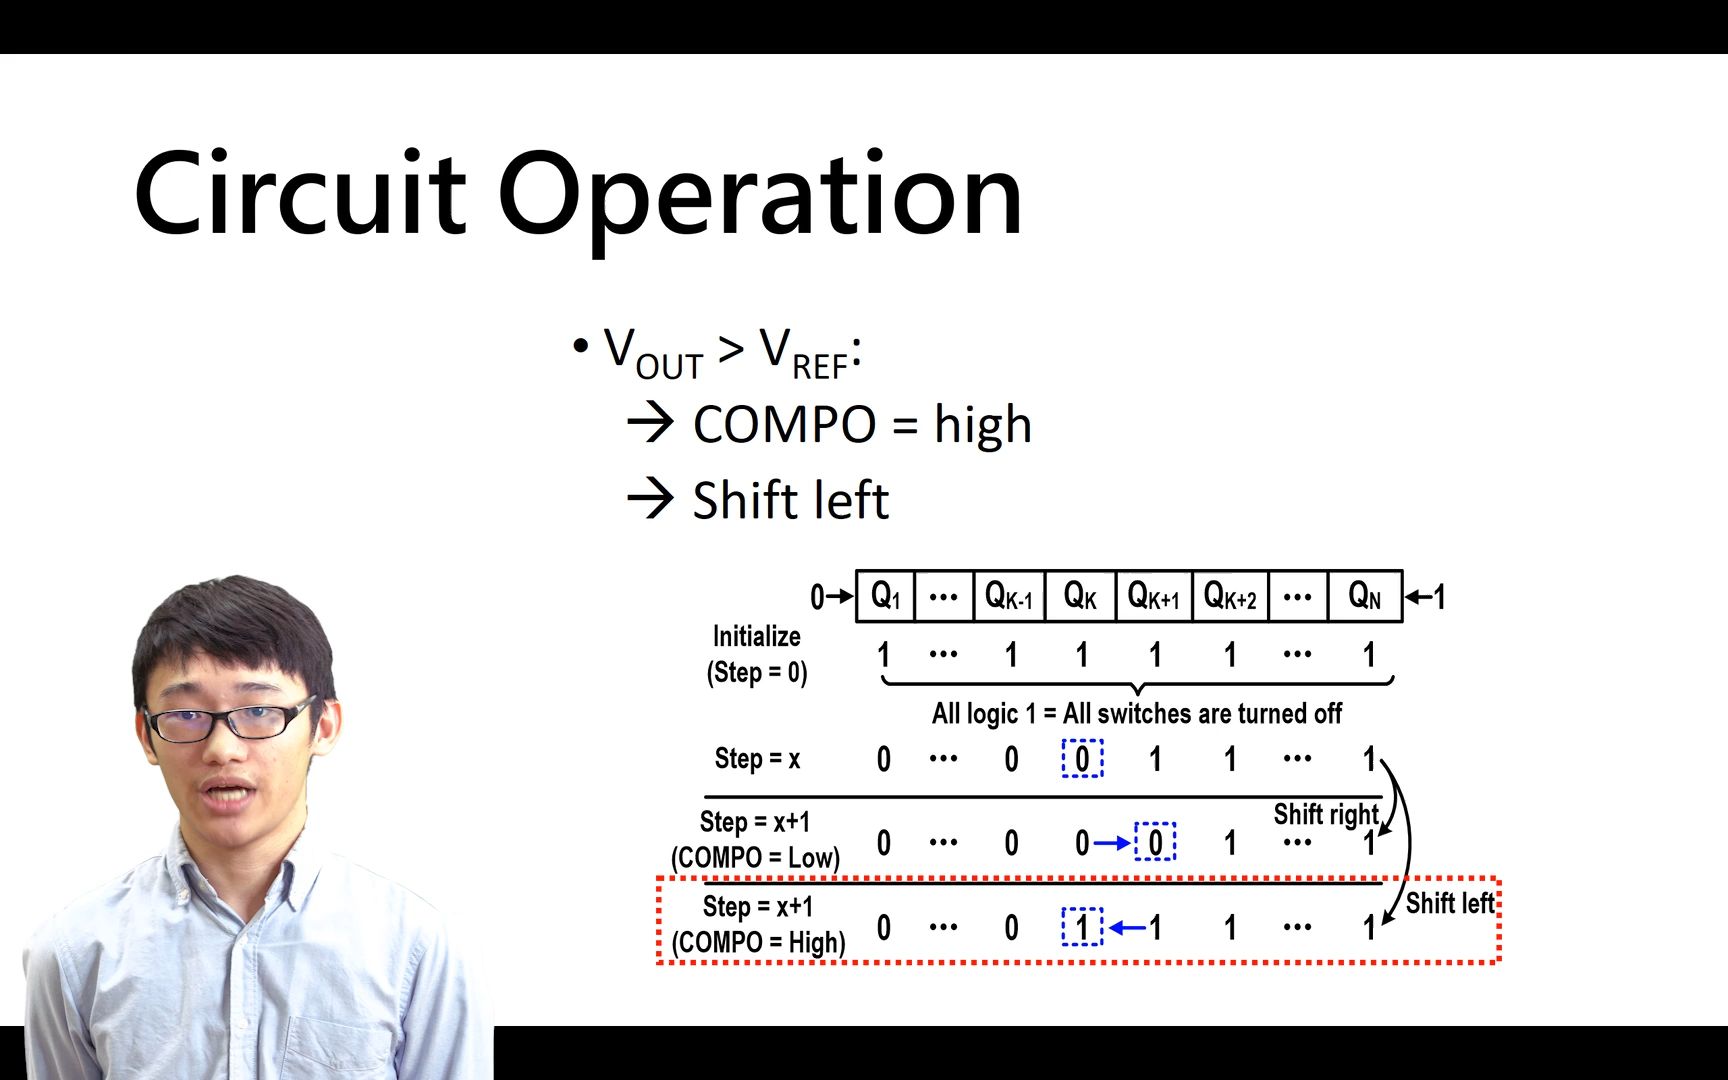 Circuit Operation
• VOUT > VREF:
→ COMPO = high
→ Shift left
0→ Q1 ··· QK-1 QK QK+1 QK+2 ··· QN ←1
Initialize
(Step = 0)
1 ··· 1 1 1 1 ··· 1
All logic 1 = All switches are turned off
Step = x 0 ··· 0 0 1 1 ··· 1
Shift right
Step = x+1
(COMPO = Low)
0 ··· 0 0→0 1 ··· 1
Step = x+1
(COMPO = High)
0 ··· 0 1←1 1 ··· 1
Shift left